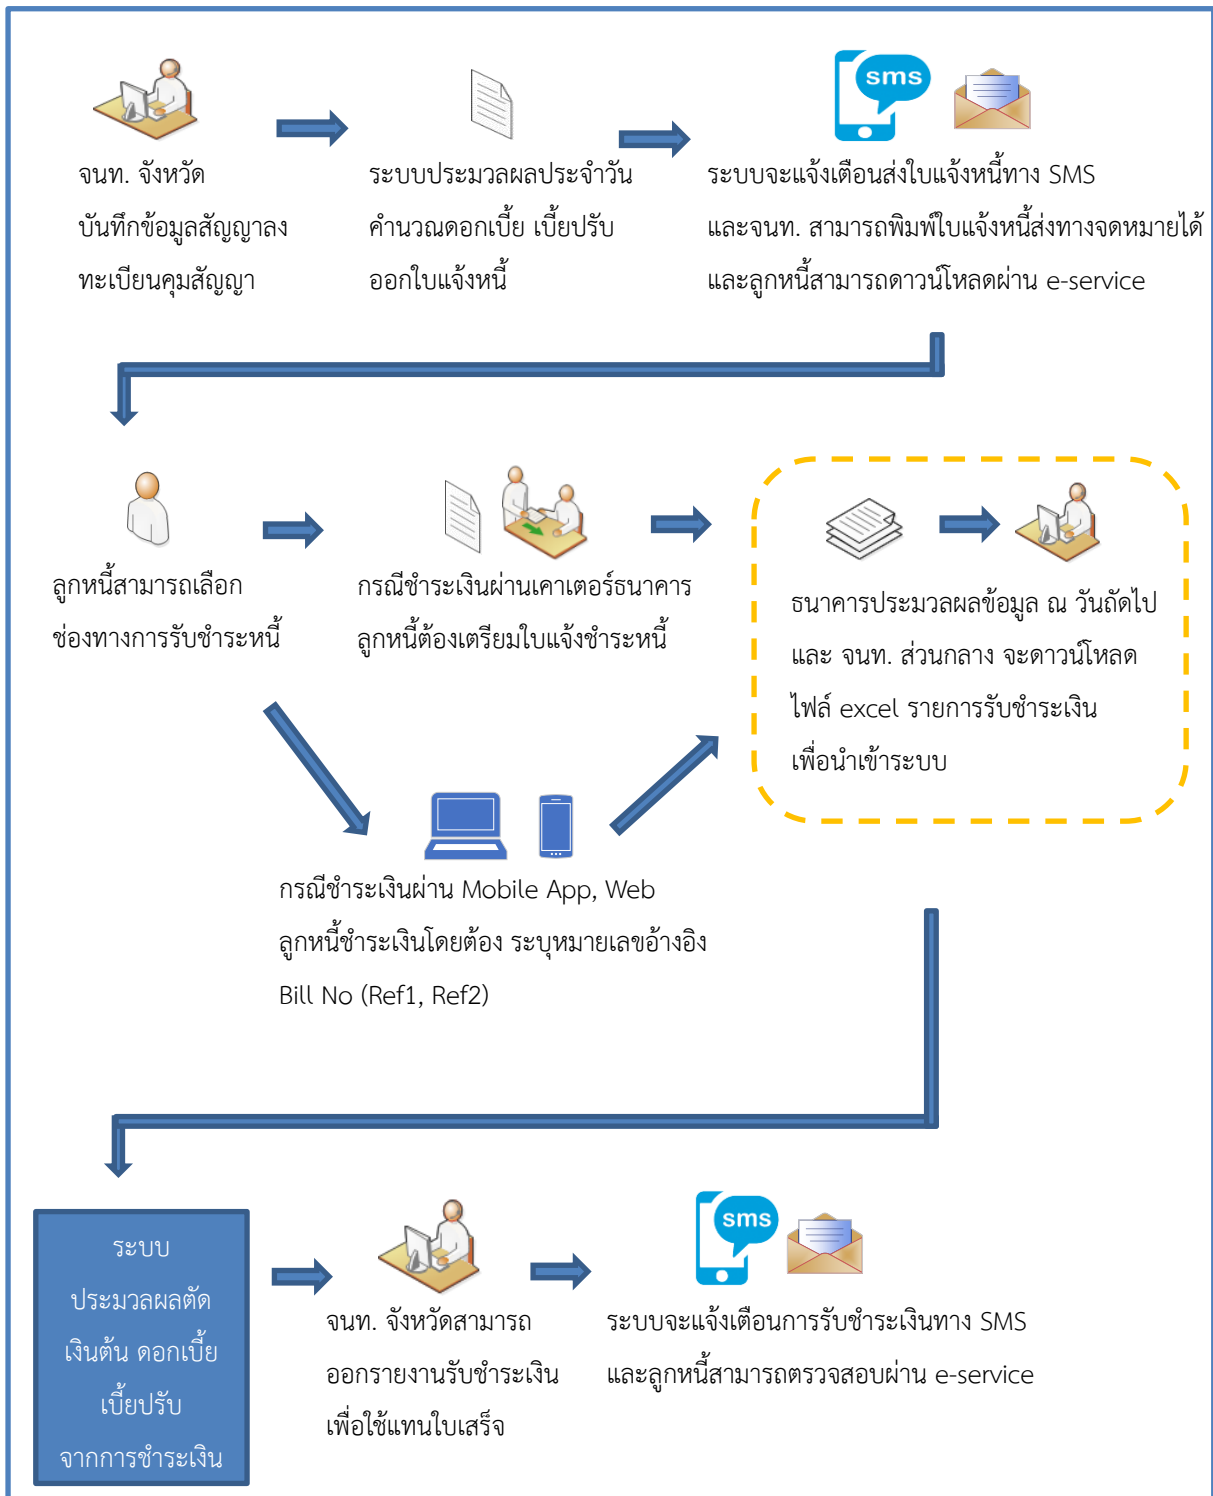 sms
จนท. จังหวัด
บันทึกข้อมูลสัญญาลง
ทะเบียนคุมสัญญา
ระบบประมวลผลประจำวัน
คำนวณดอกเบี้ย เบี้ยปรับ
ออกใบแจ้งหนี้
ระบบจะแจ้งเตือนส่งใบแจ้งหนี้ทาง SMS
และจนท. สามารถพิมพ์ใบแจ้งหนี้ส่งทางจดหมายได้
และลูกหนี้สามารถดาวน์โหลดผ่าน e-service
ลูกหนี้สามารถเลือก
ช่องทางการรับชำระหนี้
กรณีชำระเงินผ่านเคาเตอร์ธนาคาร
ลูกหนี้ต้องเตรียมใบแจ้งชำระหนี้
ธนาคารประมวลผลข้อมูล ณ วันถัดไป
และ จนท. ส่วนกลาง จะดาวน์โหลด
ไฟล์ excel รายการรับชำระเงิน
เพื่อนำเข้าระบบ
กรณีชำระเงินผ่าน Mobile App, Web
ลูกหนี้ชำระเงินโดยต้อง ระบุหมายเลขอ้างอิง
Bill No (Ref1, Ref2)
ระบบ
ประมวลผลตัด
เงินต้น ดอกเบี้ย
เบี้ยปรับ
จากการชำระเงิน
จนท. จังหวัดสามารถ
ออกรายงานรับชำระเงิน
เพื่อใช้แทนใบเสร็จ
sms
ระบบจะแจ้งเตือนการรับชำระเงินทาง SMS
และลูกหนี้สามารถตรวจสอบผ่าน e-service